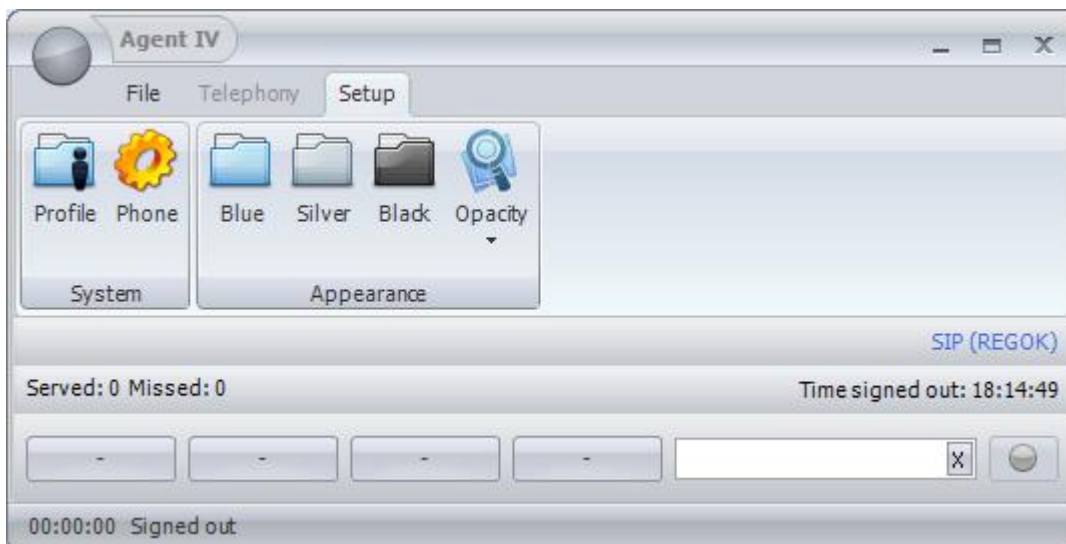 Agent IV
File Telephony Setup
Profile Phone Blue Silver Black Opacity
System Appearance
SIP (REGOK)
Served: 0 Missed: 0 Time signed out: 18:14:49
- - - - X
00:00:00 Signed out